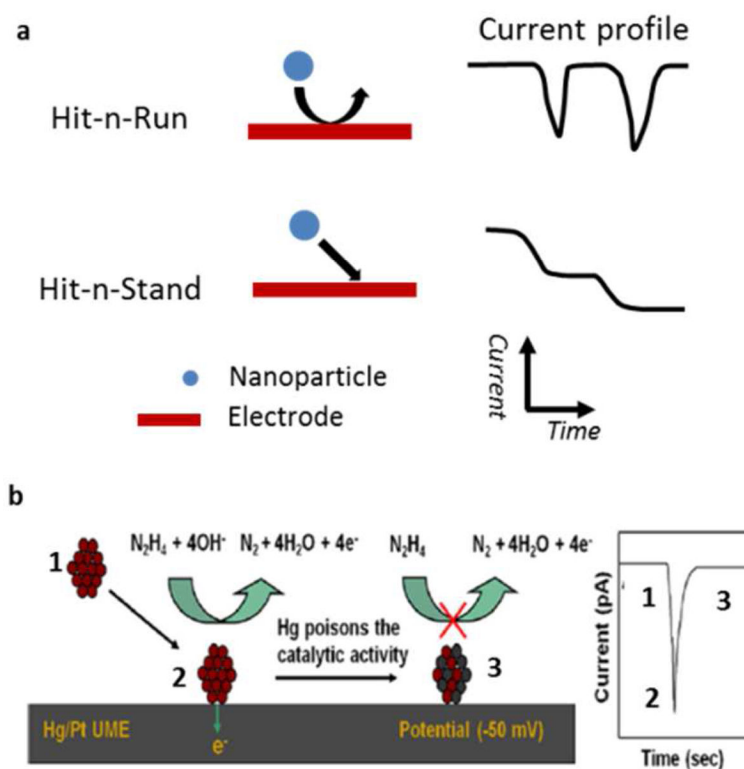 a
Current profile
Hit-n-Run
Hit-n-Stand
Nanoparticle
Electrode
Current
Time
b
1
N₂H₄ + 4OH⁻ N₂ + 4H₂O + 4e⁻
N₂H₄ N₂ + 4H₂O + 4e⁻
Hg poisons the
catalytic activity
2
3
Hg/Pt UME
e⁻
Potential (-50 mV)
Current (pA)
1
3
2
Time (sec)